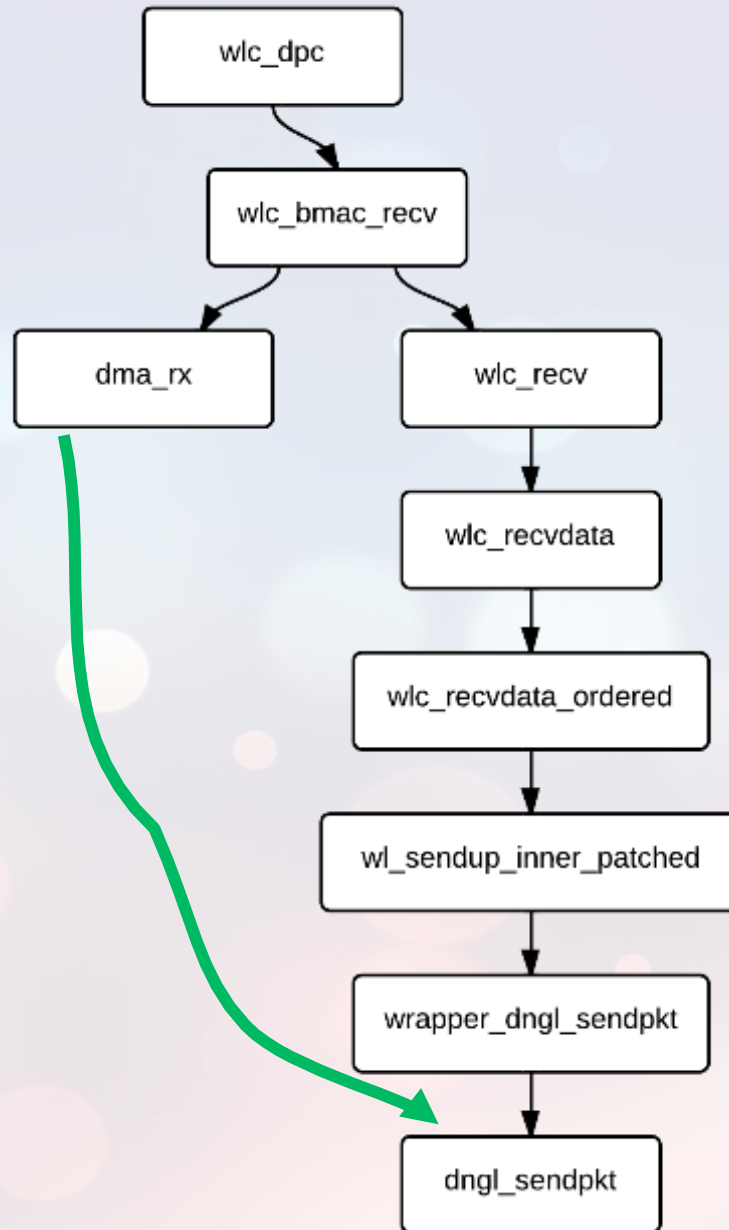 wlc_dpc
wlc_bmac_recv
dma_rx
wlc_recv
wlc_recvdata
wlc_recvdata_ordered
wl_sendup_inner_patched
wrapper_dngl_sendpkt
dngl_sendpkt